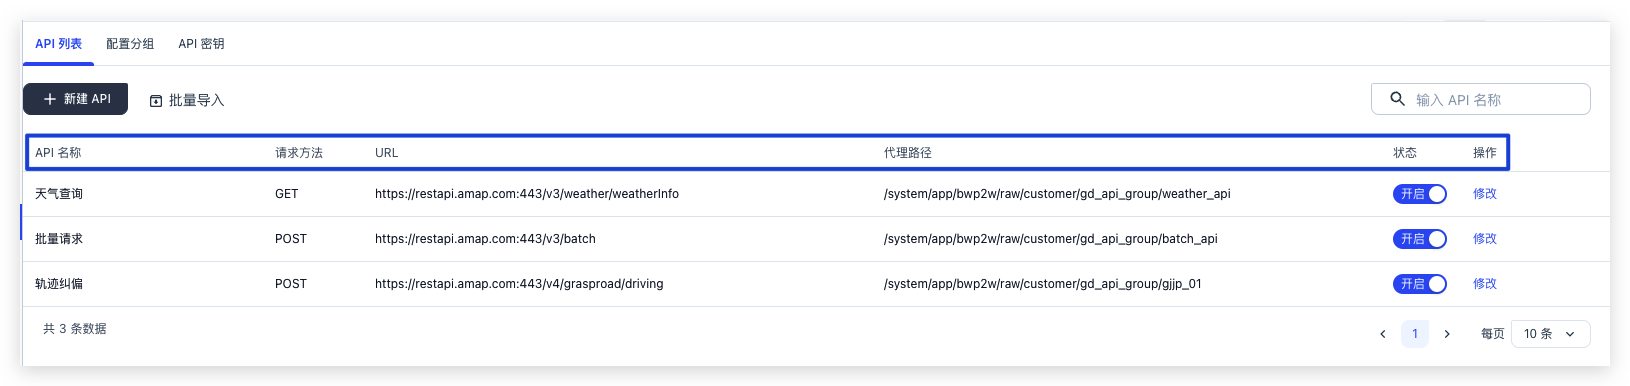 API 列表 配置分组 API 密钥
新建 API 批量导入 输入 API 名称
API 名称 请求方法 URL 代理路径 状态 操作
天气查询 GET https://restapi.amap.com:443/v3/weather/weatherInfo /system/app/bwp2w/raw/customer/gd_api_group/weather_api 开启 修改
批量请求 POST https://restapi.amap.com:443/v3/batch /system/app/bwp2w/raw/customer/gd_api_group/batch_api 开启 修改
轨迹纠偏 POST https://restapi.amap.com:443/v4/grasproad/driving /system/app/bwp2w/raw/customer/gd_api_group/gjjp_01 开启 修改
共 3 条数据 1 每页 10 条